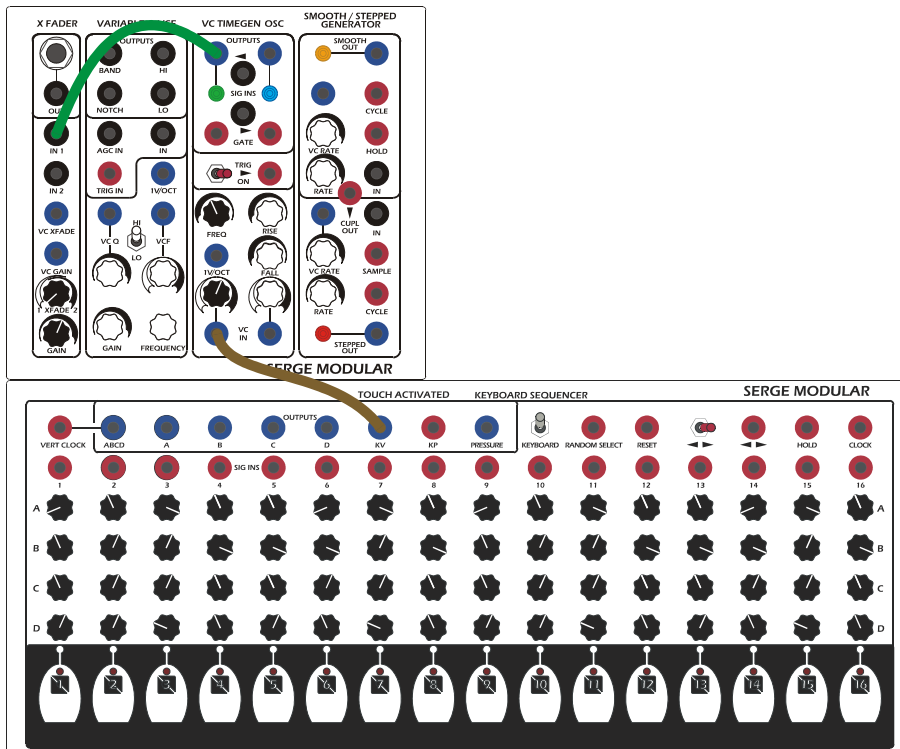 X FADER
VARIABLE
VC TIMEGEN OSC
SMOOTH / STEPPED
GENERATOR
OUTPUTS
OUTPUTS
SMOOTH
OUT
BAND
HI
SIG INS
NOTCH
LO
CYCLE
GATE
IN 1
AGC IN
IN
VC RATE
HOLD
TRIG
ON
IN 2
TRIG IN
1V/OCT
RATE
IN
VC XFADE
VC Q
HI
LO
VCF
FREQ
RISE
CUPL
OUT
IN
VC GAIN
1V/OCT
FALL
VC RATE
SAMPLE
1 XFADE 2
RATE
CYCLE
GAIN
GAIN
FREQUENCY
VC
IN
STEPPED
OUT
SERGE MODULAR
TOUCH ACTIVATED
KEYBOARD SEQUENCER
SERGE MODULAR
OUTPUTS
VERT CLOCK
ABCD
A
B
C
D
KV
KP
PRESSURE
KEYBOARD
RANDOM SELECT
RESET
HOLD
CLOCK
SIG INS
1 2 3 4 5 6 7 8 9 10 11 12 13 14 15 16
A A
B B
C C
D D
1 2 3 4 5 6 7 8 9 10 11 12 13 14 15 16